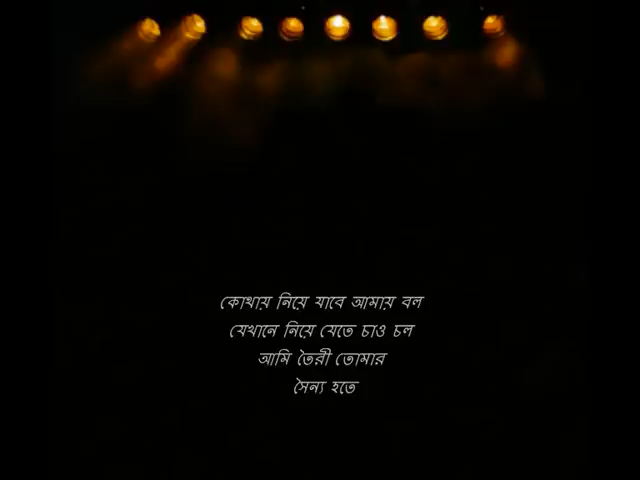 কোথায় নিয়ে যাবে আমায় বল
যেখানে নিয়ে যেতে চাও চল
আমি তৈরী তোমার
সৈন্য হতে